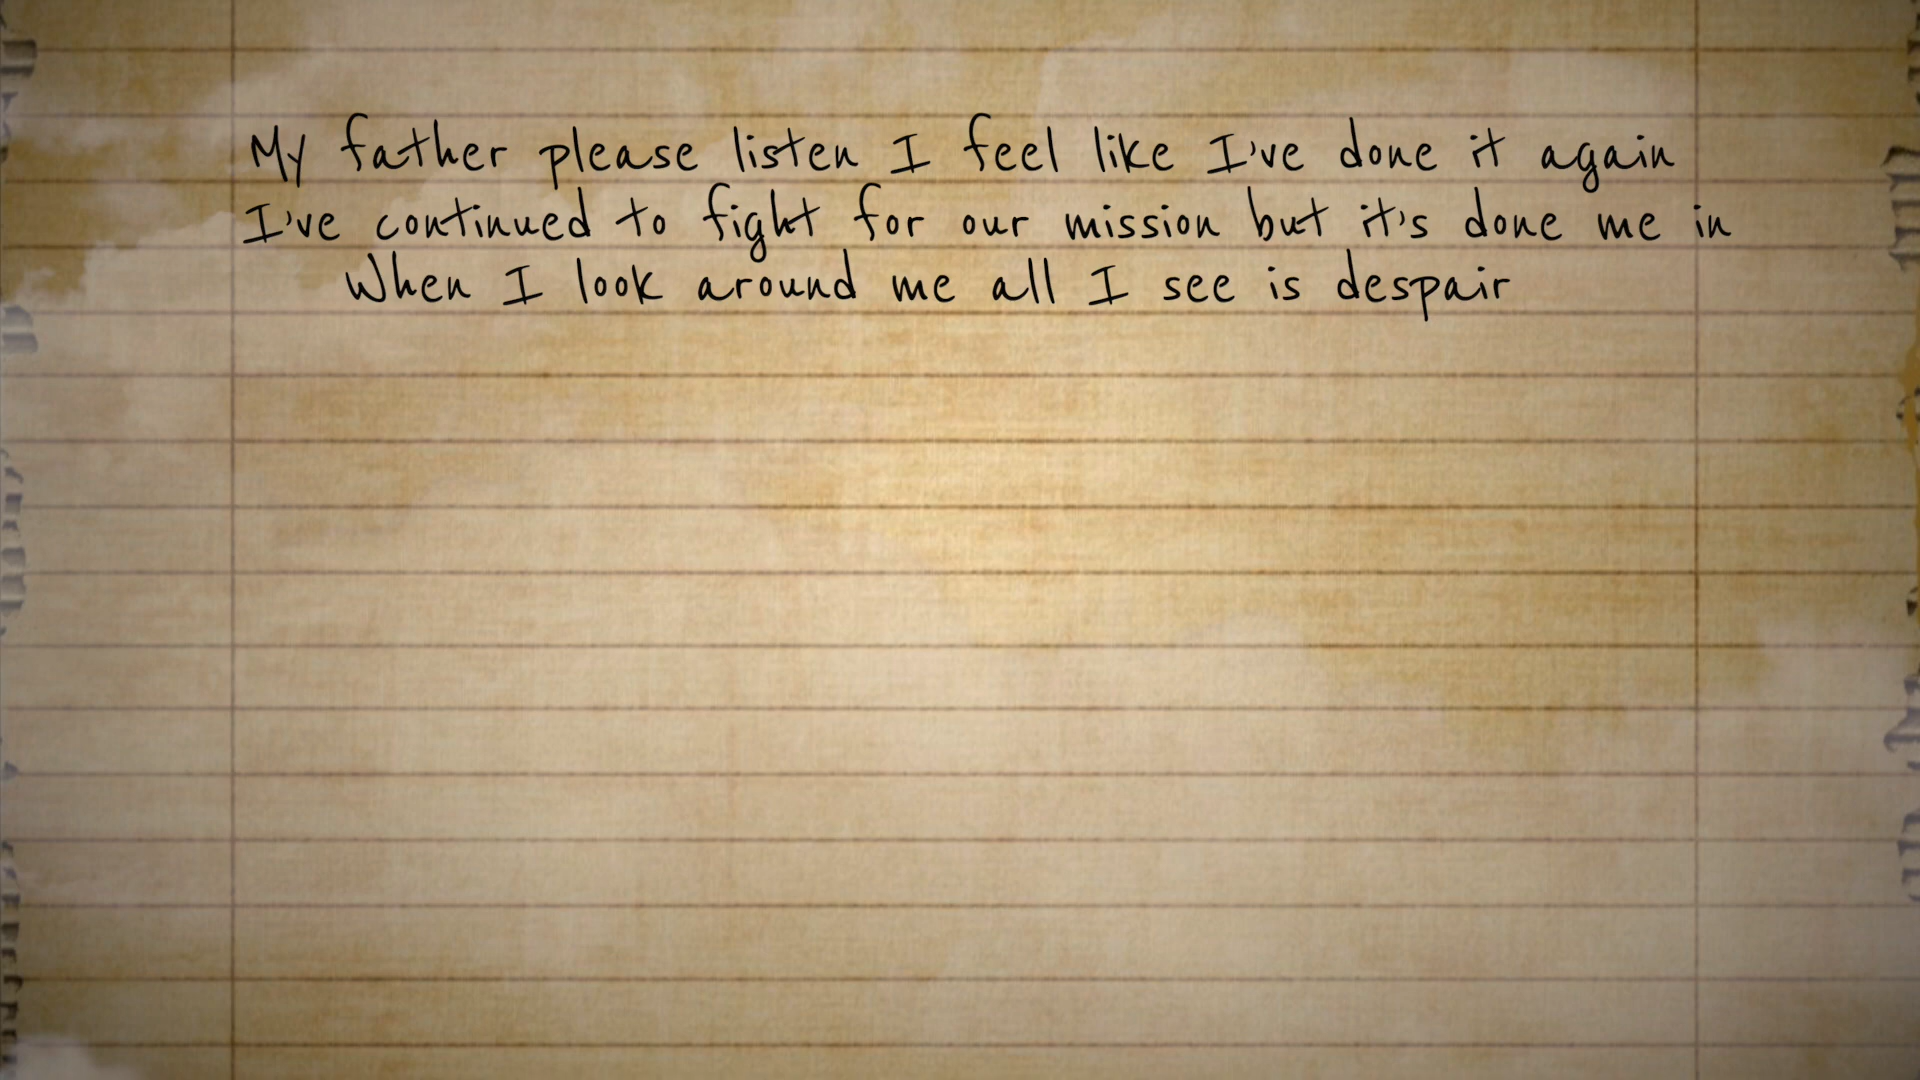 My father please listen I feel like I've done it again
I've continued to fight for our mission but it's done me in
When I look around me all I see is despair